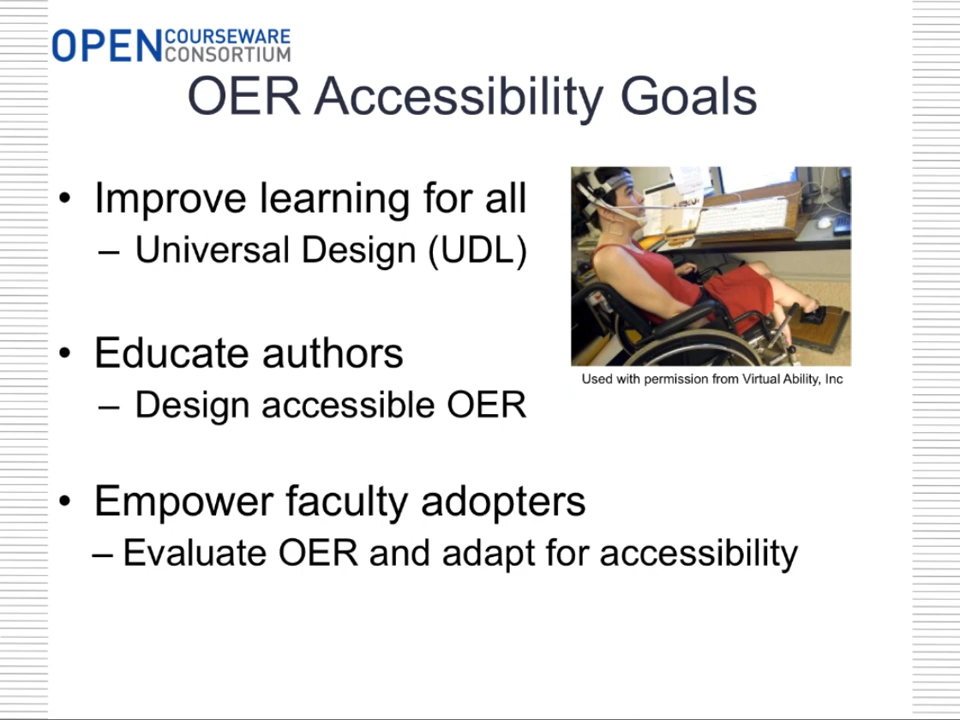 OPEN COURSEWARE CONSORTIUM
OER Accessibility Goals
• Improve learning for all
– Universal Design (UDL)
Used with permission from Virtual Ability, Inc
• Educate authors
– Design accessible OER
• Empower faculty adopters
– Evaluate OER and adapt for accessibility